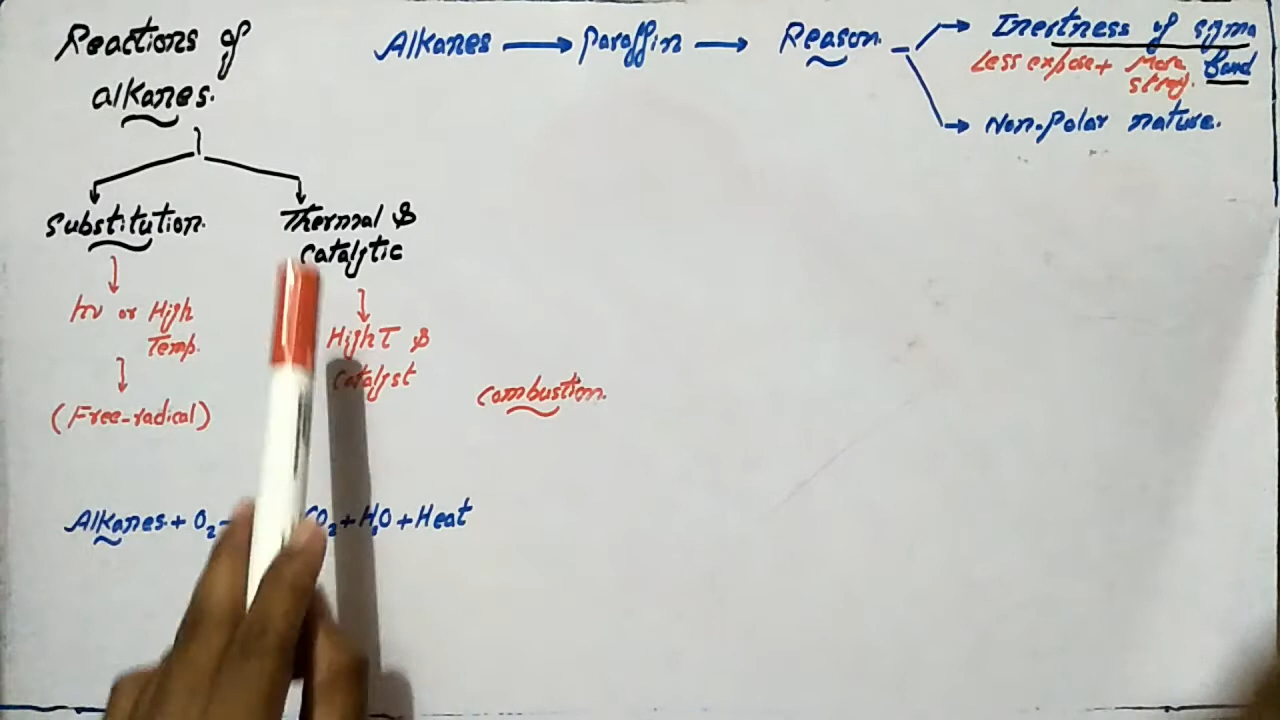 Reactions of
alkanes.
Alkanes → Paraffin → Reason.
Inertness of sigma
Bond
Less expose + More
strong.
Non-Polar nature.
Substitution.
Thermal &
Catalytic
hν or High
Temp.
(Free-radical)
High T &
Catalyst
Combustion.
Alkanes + O₂ CO₂ + H₂O + Heat